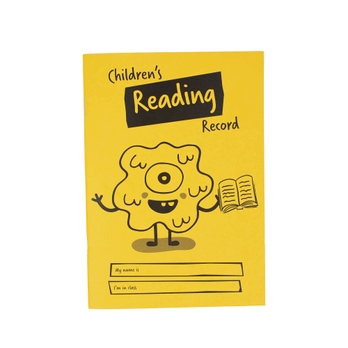 Children's
Reading
Record
My name is
I'm in class